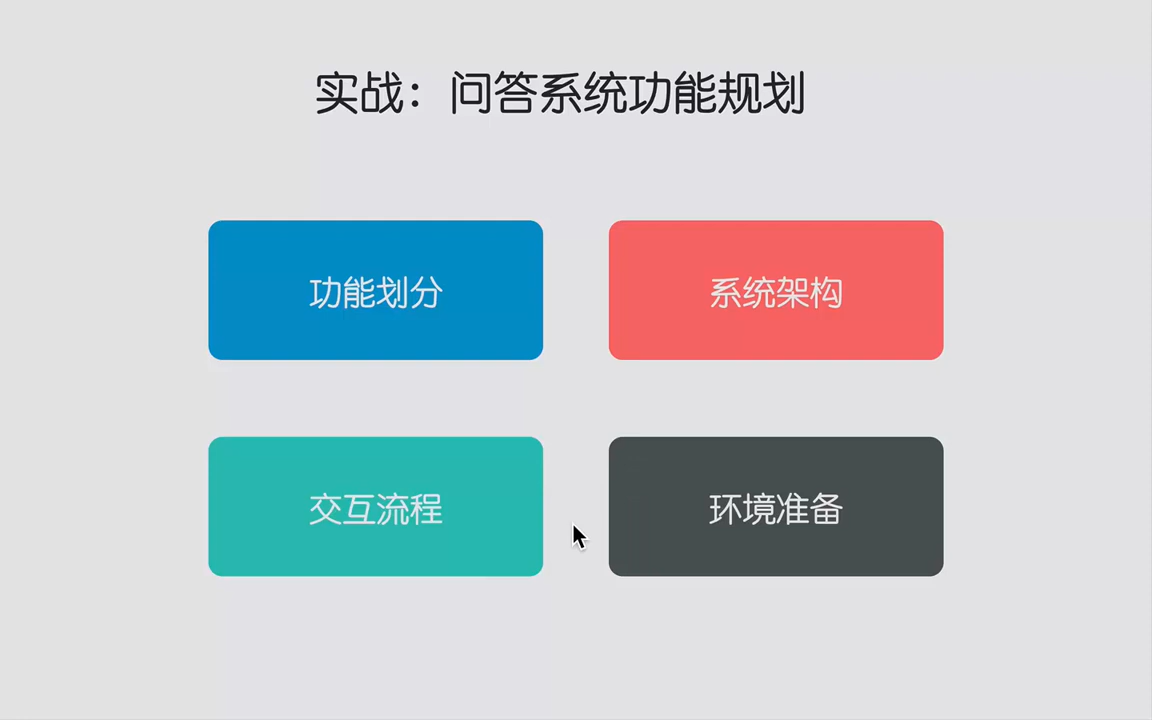 实战：问答系统功能规划
功能划分
系统架构
交互流程
环境准备